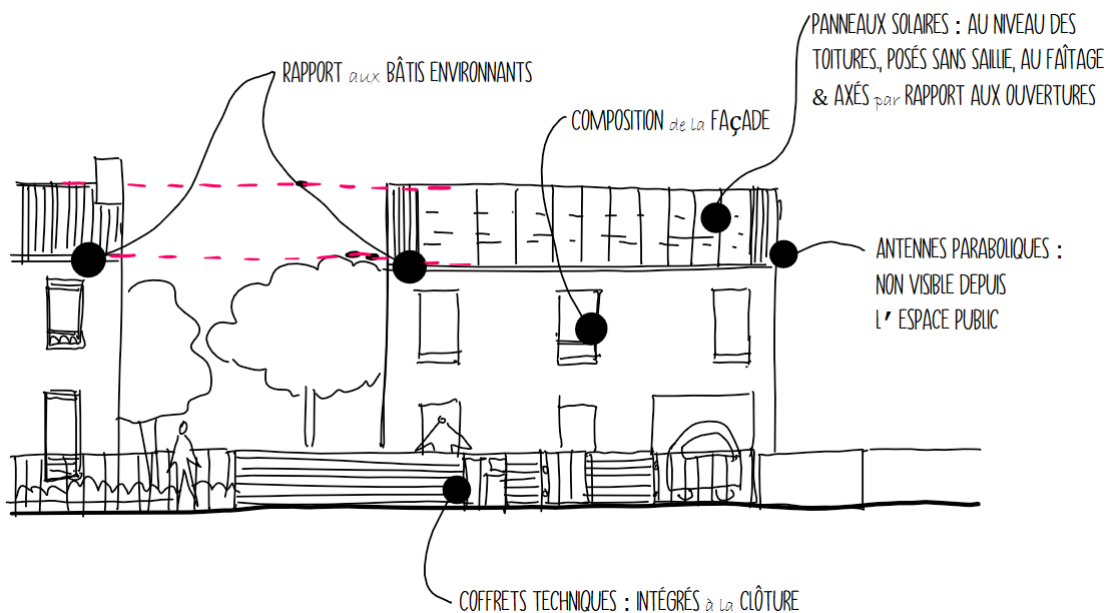 PANNEAUX SOLAIRES : AU NIVEAU DES
TOITURES., POSÉS SANS SAILLIE, AU FAÎTAGE
& AXÉS par RAPPORT AUX OUVERTURES
RAPPORT aux BÂTIS ENVIRONNANTS
COMPOSITION de la FAÇADE
ANTENNES PARABOLIQUES :
NON VISIBLE DEPUIS
L' ESPACE PUBLIC
COFFRETS TECHNIQUES : INTÉGRÉS à la CLÔTURE